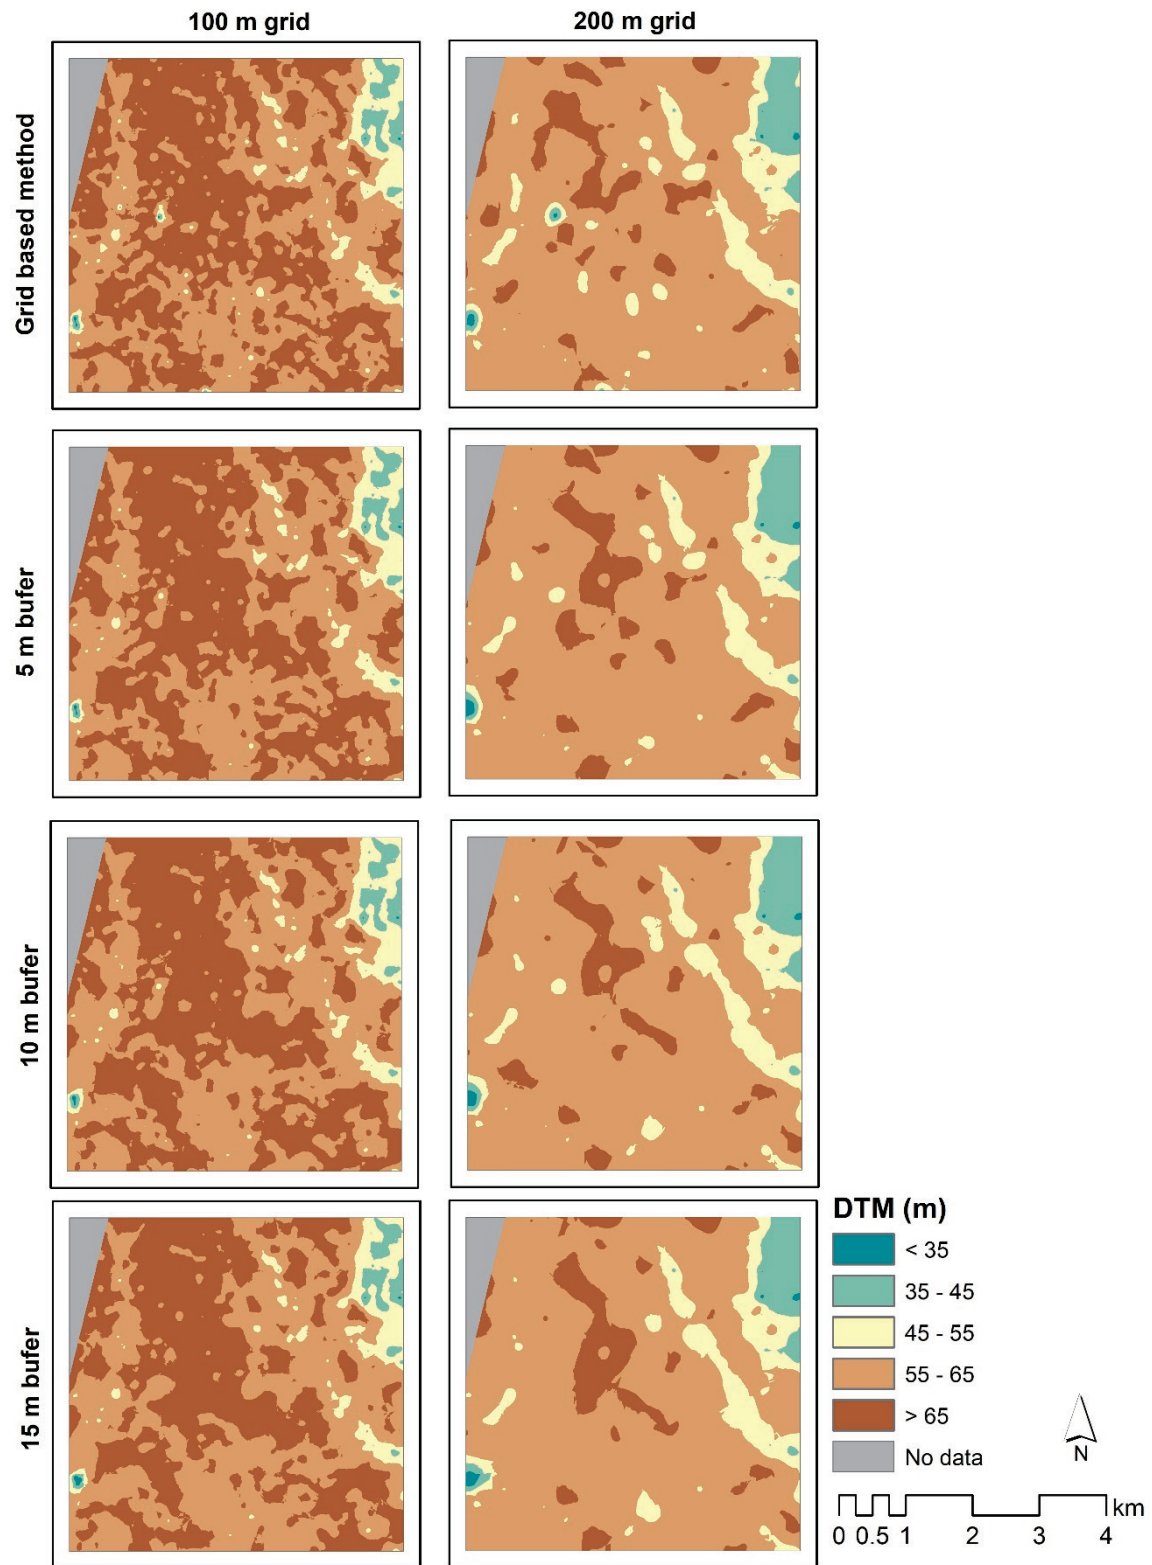 100 m grid
200 m grid
Grid based method
5 m bufer
10 m bufer
15 m bufer
DTM (m)
< 35
35 - 45
45 - 55
55 - 65
> 65
No data
N
km
0 0.5 1 2 3 4